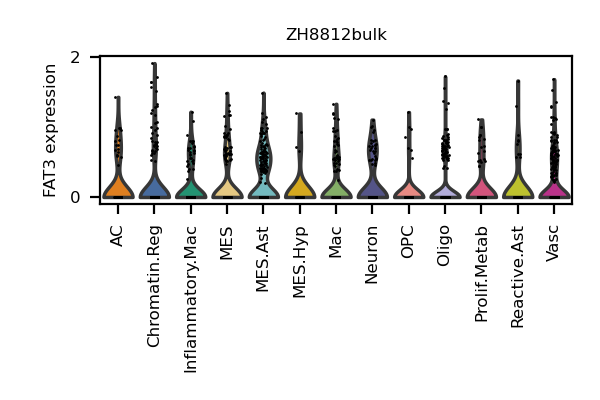 ZH8812bulk
FAT3 expression
2
0
AC
Chromatin.Reg
Inflammatory.Mac
MES
MES.Ast
MES.Hyp
Mac
Neuron
OPC
Oligo
Prolif.Metab
Reactive.Ast
Vasc